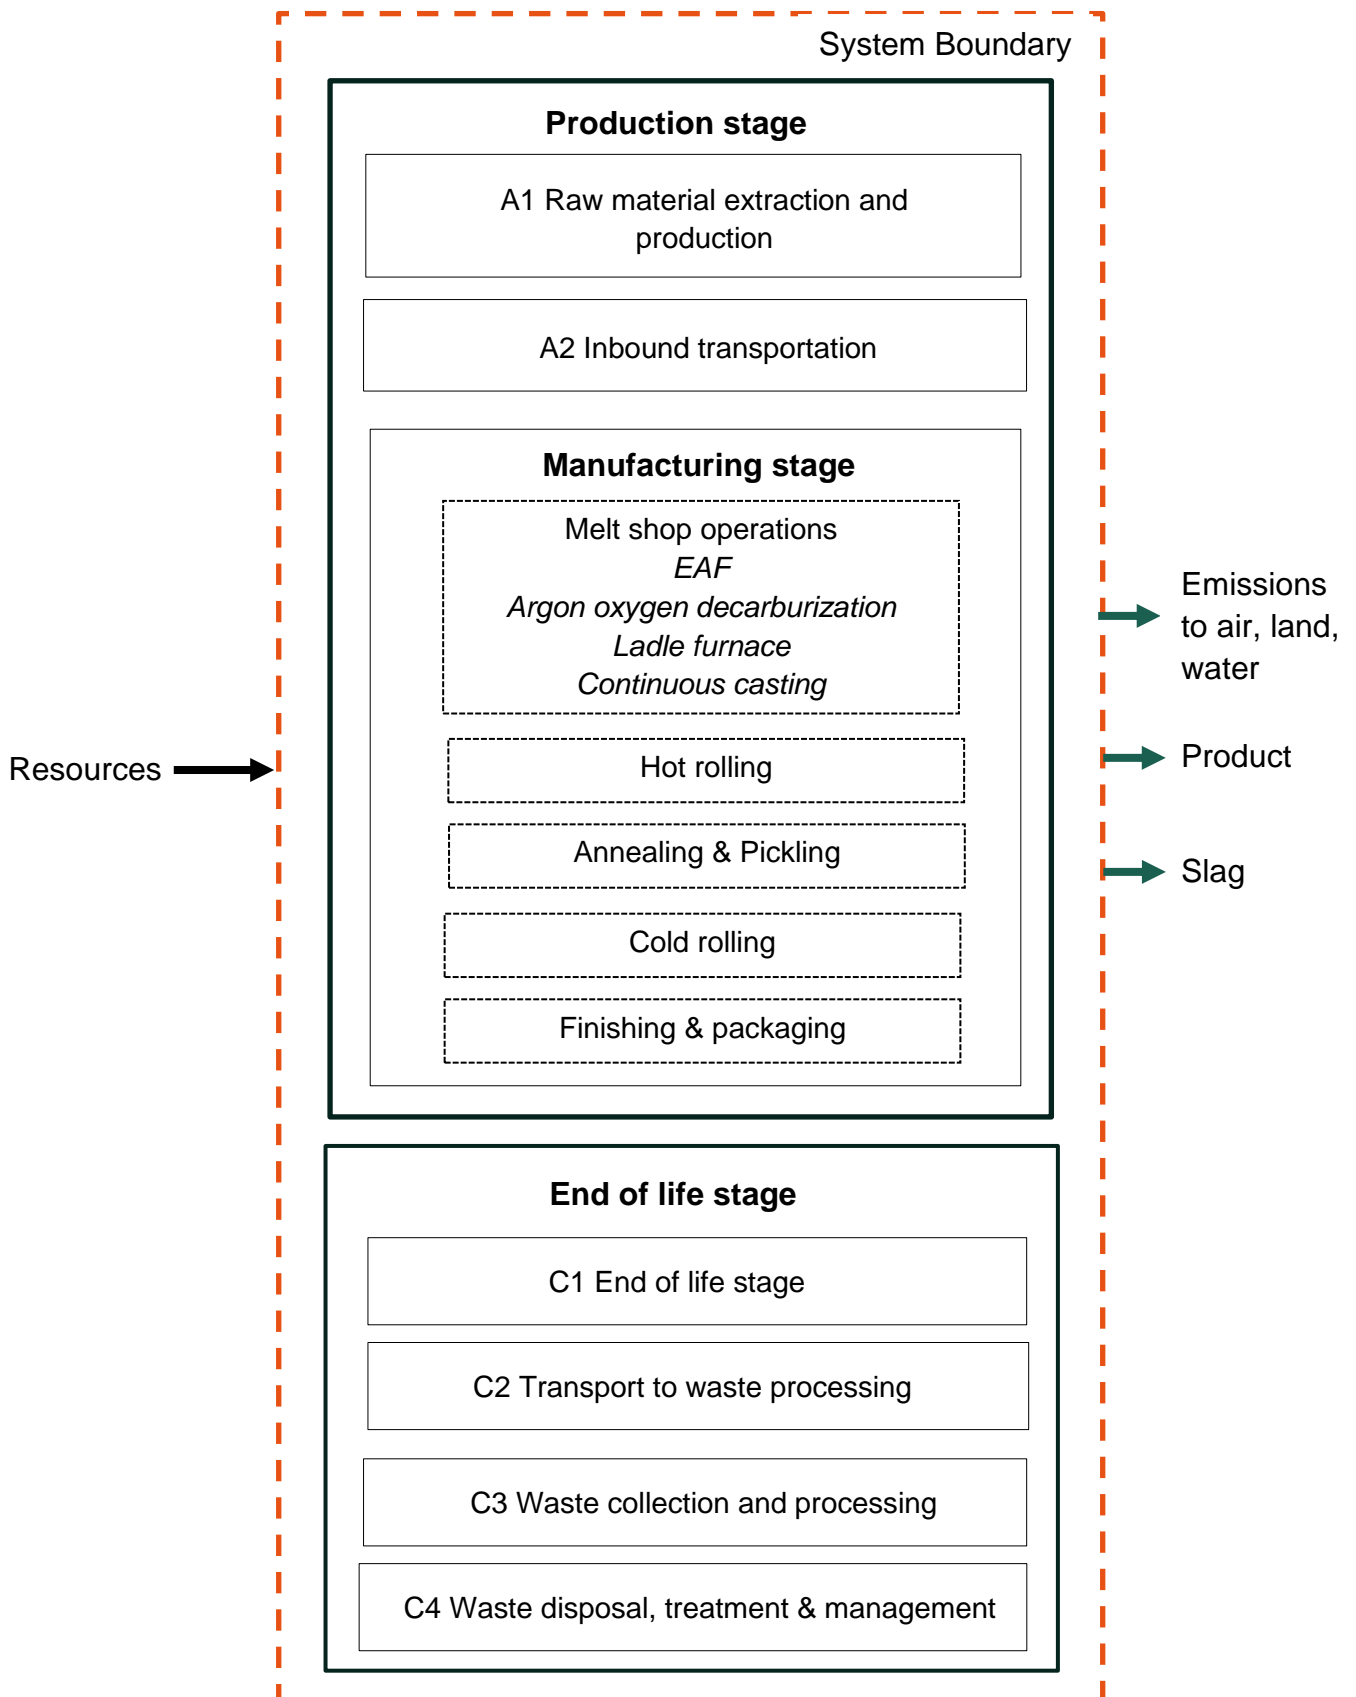 System Boundary
Production stage
A1 Raw material extraction and
production
A2 Inbound transportation
Manufacturing stage
Melt shop operations
EAF
Argon oxygen decarburization
Ladle furnace
Continuous casting
Hot rolling
Annealing & Pickling
Cold rolling
Finishing & packaging
Resources
Emissions
to air, land,
water
Product
Slag
End of life stage
C1 End of life stage
C2 Transport to waste processing
C3 Waste collection and processing
C4 Waste disposal, treatment & management